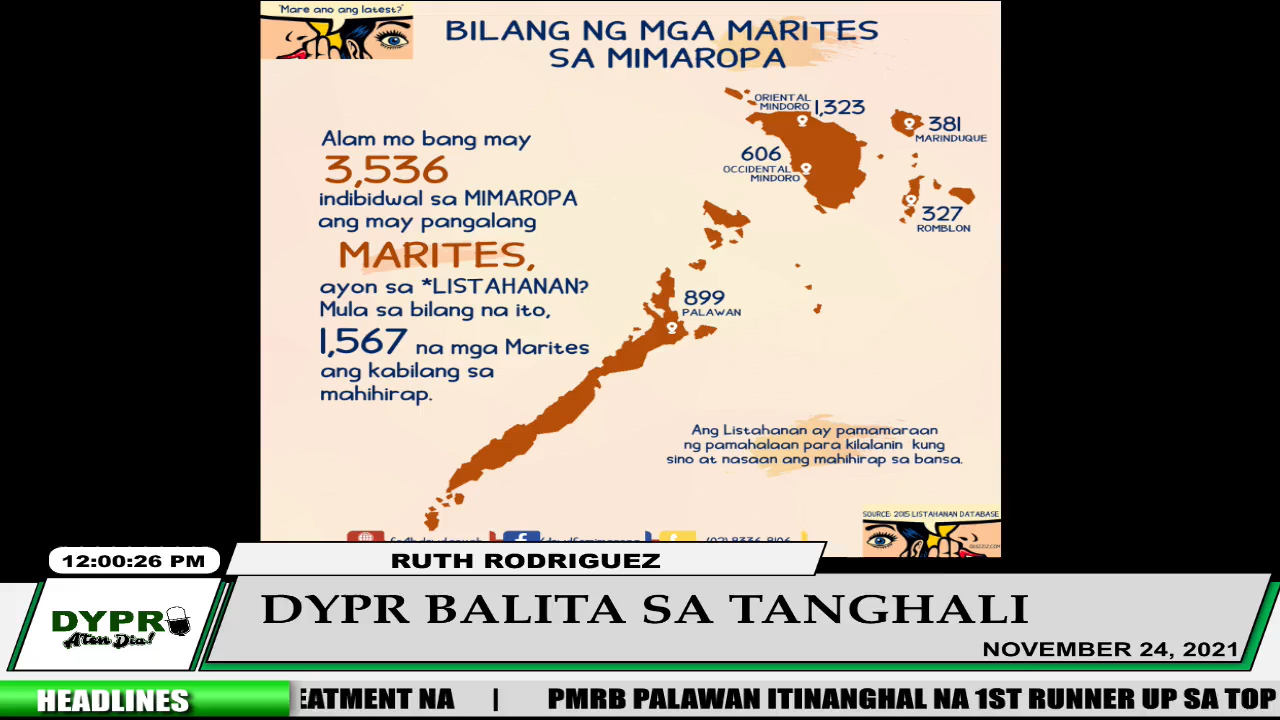 "Mare ano ang latest?"
BILANG NG MGA MARITES
SA MIMAROPA
Alam mo bang may
3,536
indibidwal sa MIMAROPA
ang may pangalang
MARITES,
ayon sa *LISTAHANAN?
Mula sa bilang na ito,
1,567 na mga Marites
ang kabilang sa
mahihirap.
ORIENTAL
MINDORO 1,323
606
OCCIDENTAL
MINDORO
381
MARINDUQUE
327
ROMBLON
899
PALAWAN
Ang Listahanan ay pamamaraan
ng pamahalaan para kilalanin kung
sino at nasaan ang mahihirap sa bansa.
SOURCE: 2015 LISTAHANAN DATABASE
12:00:26 PM
RUTH RODRIGUEZ
DYPR
Aton Dia!
DYPR BALITA SA TANGHALI
NOVEMBER 24, 2021
HEADLINES
EATMENT NA | PMRB PALAWAN ITINANGHAL NA 1ST RUNNER UP SA TOP